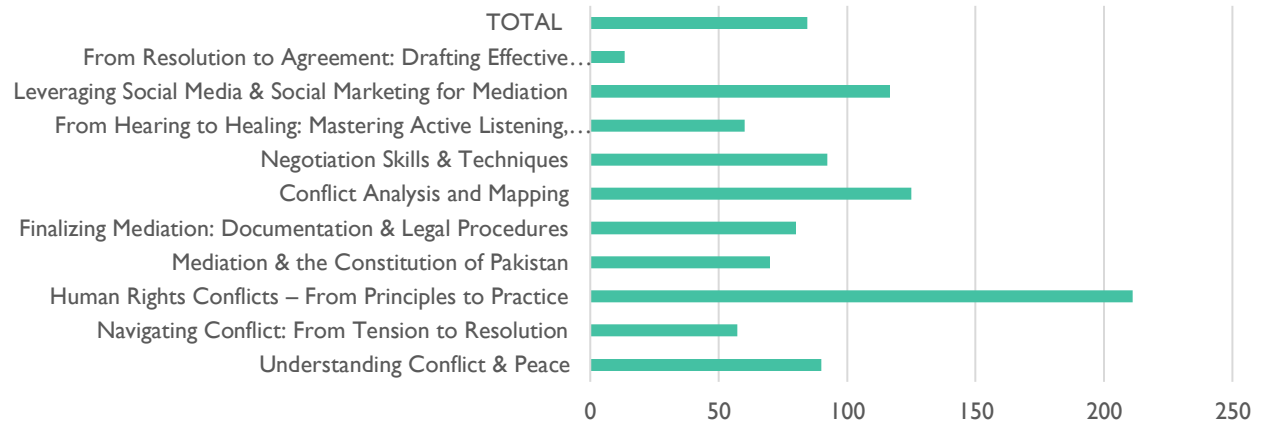 TOTAL
From Resolution to Agreement: Drafting Effective…
Leveraging Social Media & Social Marketing for Mediation
From Hearing to Healing: Mastering Active Listening,…
Negotiation Skills & Techniques
Conflict Analysis and Mapping
Finalizing Mediation: Documentation & Legal Procedures
Mediation & the Constitution of Pakistan
Human Rights Conflicts – From Principles to Practice
Navigating Conflict: From Tension to Resolution
Understanding Conflict & Peace
0 50 100 150 200 250